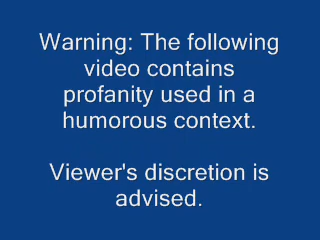 Warning: The following
video contains
profanity used in a
humorous context.
Viewer's discretion is
advised.